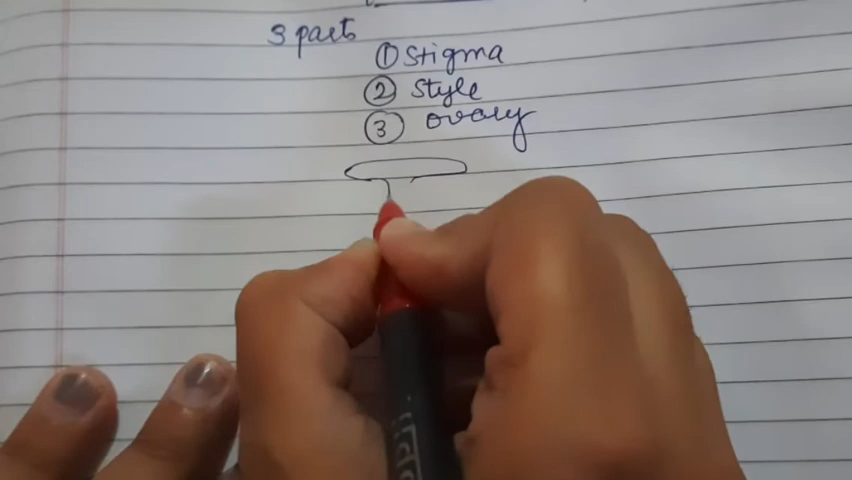 3 parts
① Stigma
② Style
③ ovary